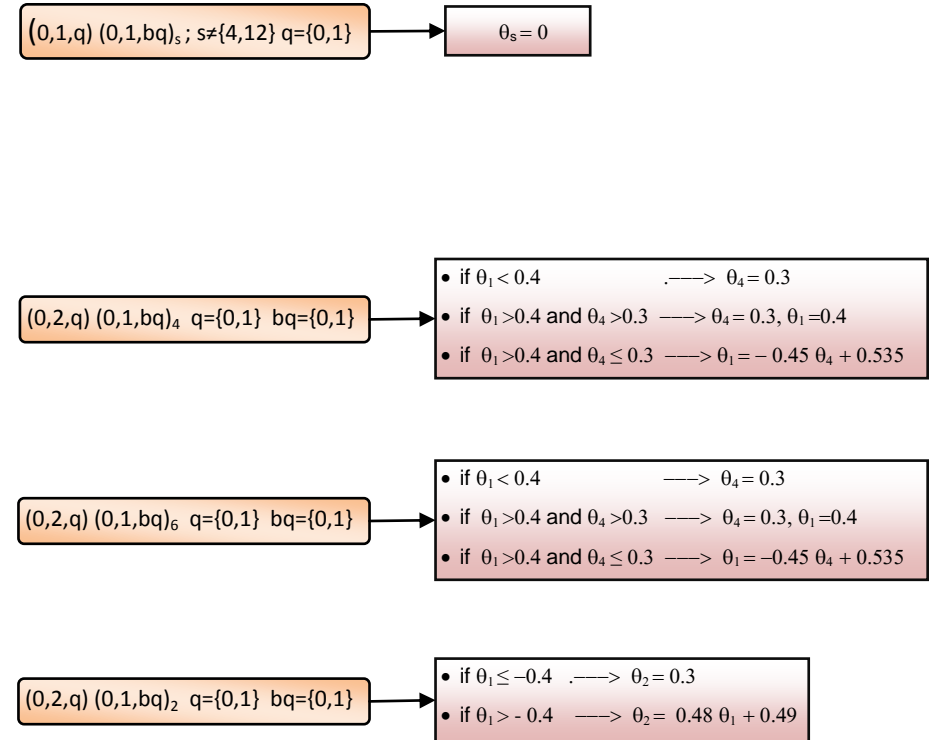 (0,1,q) (0,1,bq)ₛ ; s≠{4,12} q={0,1}
θₛ = 0
(0,2,q) (0,1,bq)₄ q={0,1} bq={0,1}
• if θ₁ < 0.4 .−−−> θ₄ = 0.3
• if θ₁ >0.4 and θ₄ >0.3 −−−> θ₄ = 0.3, θ₁ =0.4
• if θ₁ >0.4 and θ₄ ≤ 0.3 −−−> θ₁ = − 0.45 θ₄ + 0.535
(0,2,q) (0,1,bq)₆ q={0,1} bq={0,1}
• if θ₁ < 0.4 −−−> θ₄ = 0.3
• if θ₁ >0.4 and θ₄ >0.3 −−−> θ₄ = 0.3, θ₁ =0.4
• if θ₁ >0.4 and θ₄ ≤ 0.3 −−−> θ₁ = −0.45 θ₄ + 0.535
(0,2,q) (0,1,bq)₂ q={0,1} bq={0,1}
• if θ₁ ≤ −0.4 .−−−> θ₂ = 0.3
• if θ₁ > - 0.4 −−−> θ₂ = 0.48 θ₁ + 0.49